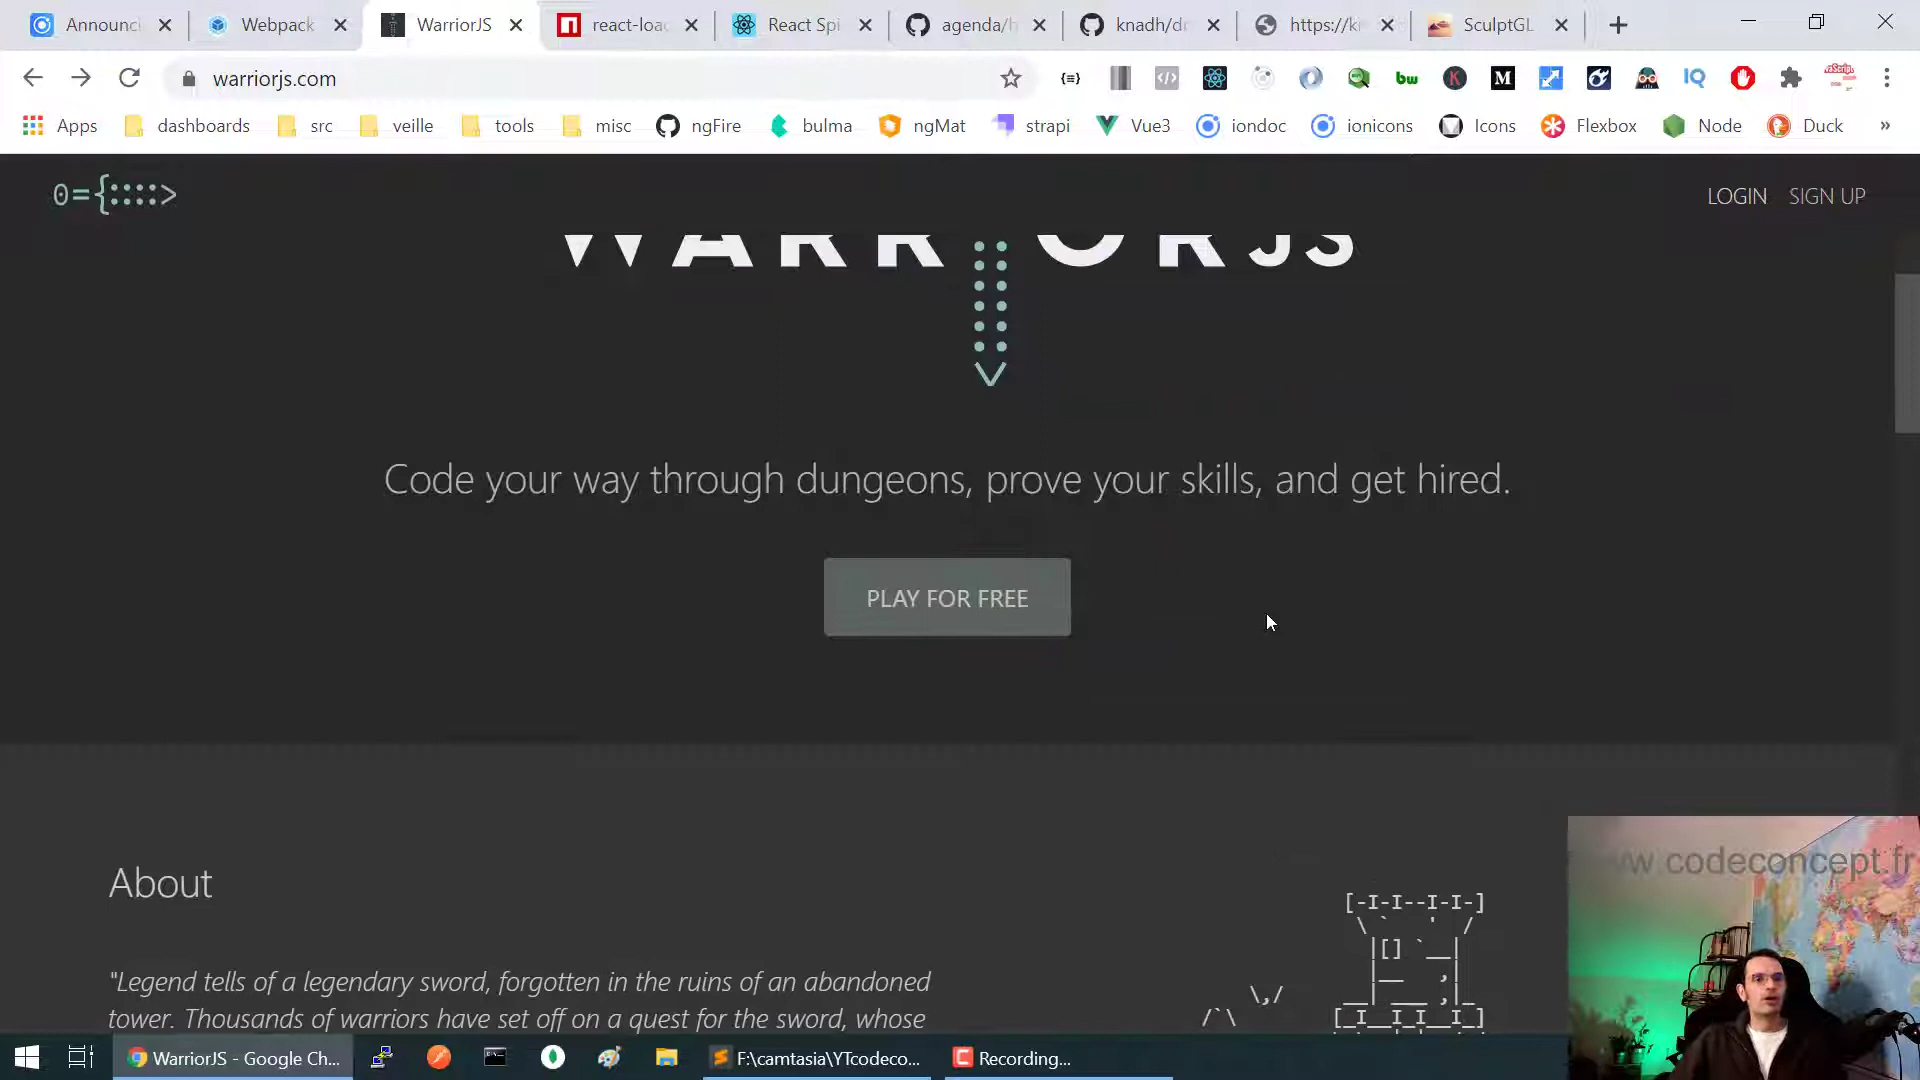 Announci
Webpack
WarriorJS
react-loa
React Spi
agenda/h
knadh/dr
https://ki
SculptGL
warriorjs.com
Apps
dashboards
src
veille
tools
misc
ngFire
bulma
ngMat
strapi
Vue3
iondoc
ionicons
Icons
Flexbox
Node
Duck
»
0={::::>
LOGIN
SIGN UP
WARRIORJS
Code your way through dungeons, prove your skills, and get hired.
PLAY FOR FREE
About
"Legend tells of a legendary sword, forgotten in the ruins of an abandoned
tower. Thousands of warriors have set off on a quest for the sword, whose
w.codeconcept.fr
WarriorJS - Google Ch...
F:\camtasia\YTcodeco...
Recording...